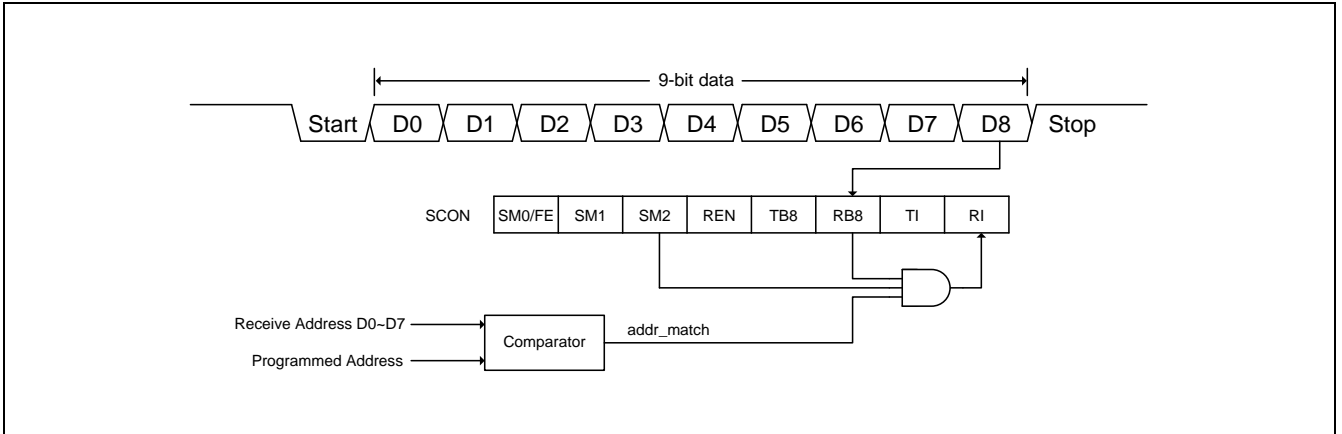 9-bit data
Start D0 D1 D2 D3 D4 D5 D6 D7 D8 Stop
SCON SM0/FE SM1 SM2 REN TB8 RB8 TI RI
Receive Address D0~D7
Comparator
addr_match
Programmed Address